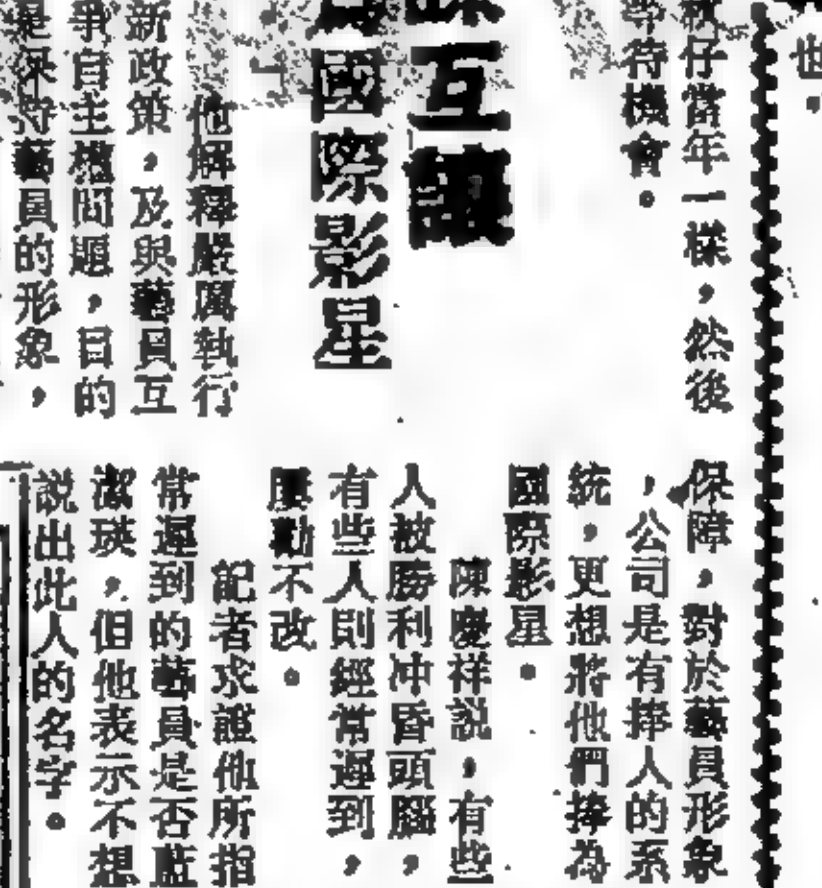 也。
仔當年一樣，然後
等待機會。
互讓
國際影星
他解釋嚴厲執行
新政策，及與藝員互
爭自主權問題，目的
是保持藝員的形象，
保障，對於藝員形象
，公司是有捧人的系
統，更想將他們捧為
國際影星。
陳慶祥説，有些
人被勝利冲昏頭腦，
有些人則經常遲到，
屢勸不改。
記者求證他所指
常遲到的藝員是否藍
潔瑛，但他表示不想
説出此人的名字。